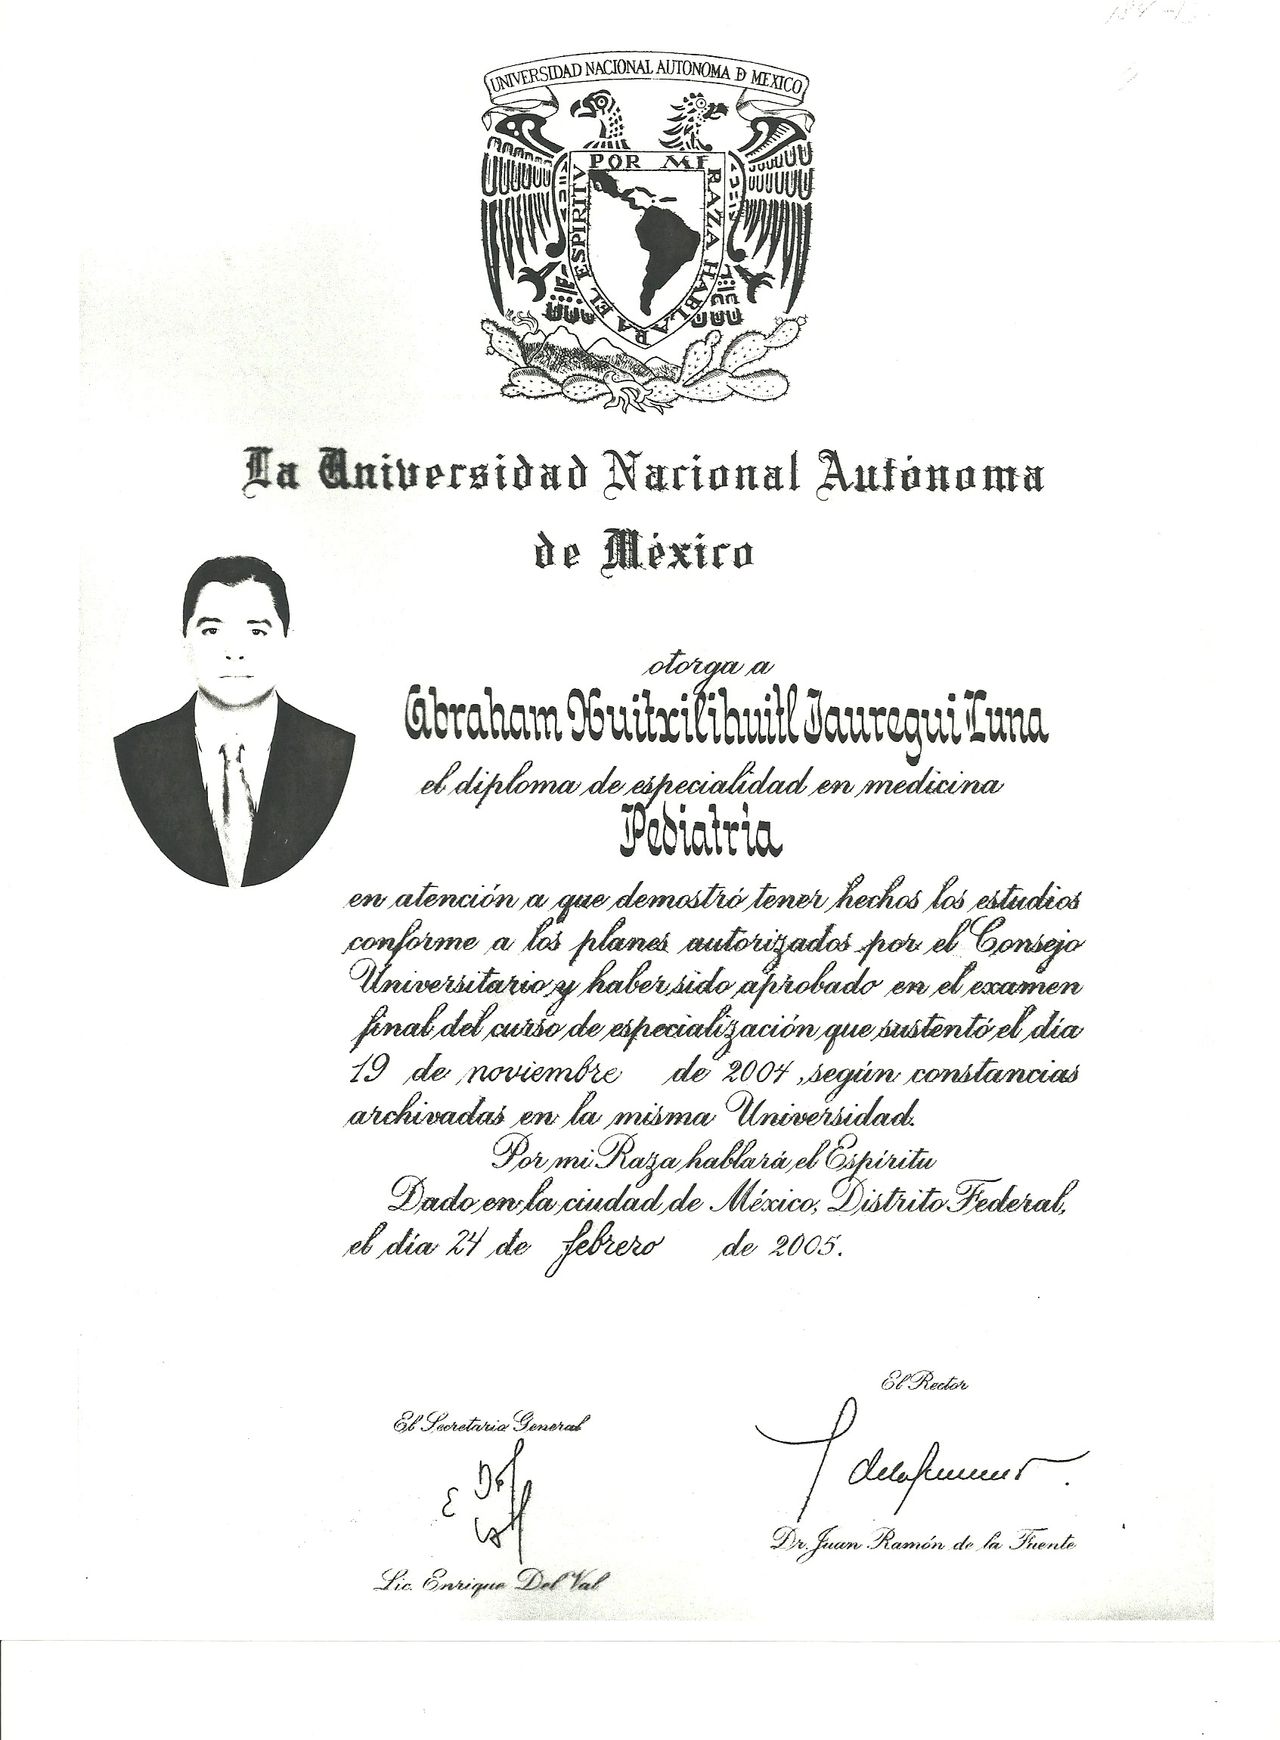 UNIVERSIDAD NACIONAL AUTONOMA D MEXICO
POR MI RAZA HABLARA EL ESPIRITV
La Universidad Nacional Autónoma
de México
otorga a
Abraham Huitxilihuitl Jauregui Luna
el diploma de especialidad en medicina
Pediatria
en atención a que demostró tener hechos los estudios
conforme a los planes autorizados por el Consejo
Universitario y haber sido aprobado en el examen
final del curso de especialización que sustentó el día
19 de noviembre de 2004, según constancias
archivadas en la misma Universidad.
Por mi Raza hablará el Espíritu
Dado en la ciudad de México, Distrito Federal,
el día 24 de febrero de 2005.
El Rector
El Secretario General
Dr. Juan Ramón de la Fuente
Lic. Enrique Del Val